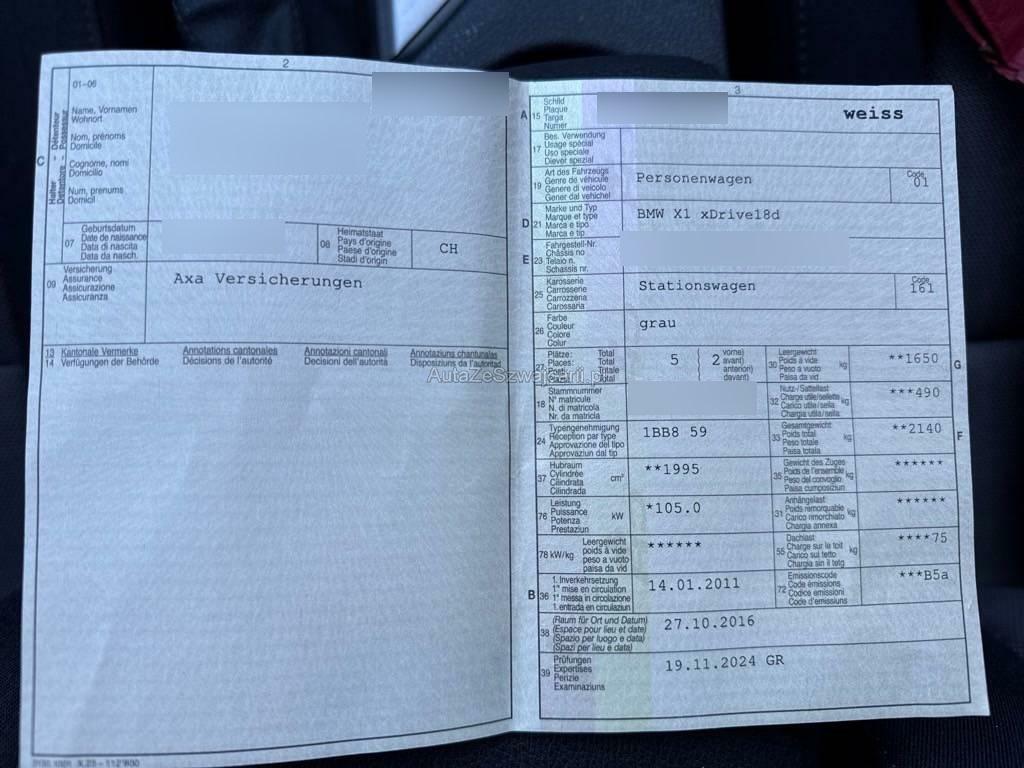 2
01-06
C
Halter - Détenteur
Detentore - Possessur
Name, Vornamen
Wohnort
Nom, prénoms
Domicile
Cognome, nomi
Domicilio
Num, prenums
Domicil
07
Geburtsdatum
Date de naissance
Data di nascita
Data da nasch.
08
Heimatstaat
Pays d'origine
Paese d'origine
Stadi d'origin
CH
09
Versicherung
Assurance
Assicurazione
Assicuranza
Axa Versicherungen
13 Kantonale Vermerke Annotations cantonales Annotazioni cantonali Annotaziuns chantunalas
14 Verfügungen der Behörde Décisions de l'autorité Decisioni dell'autorità Disposiziuns da l'autoritad
AutaZeSzwajcarii.pl
3
A
15
Schild
Plaque
Targa
Numer
weiss
17
Bes. Verwendung
Usage spécial
Uso speciale
Diever spezial
19
Art des Fahrzeugs
Genre de véhicule
Genere di veicolo
Gener dal vehichel
Personenwagen
Code
01
D
21
Marke und Typ
Marque et type
Marca e tipo
Marca e tip
BMW X1 xDrive18d
E
23
Fahrgestell-Nr.
Châssis no
Telaio n.
Schassis nr.
25
Karosserie
Carrosserie
Carrozzeria
Carossaria
Stationswagen
Code
161
26
Farbe
Couleur
Colore
Colur
grau
27
Plätze: Total
Places: Total
Posti: Totale
Plazs: Total
5
2
vorne)
avant)
anteriori)
davant)
30
Leergewicht
Poids à vide
Peso a vuoto
Paisa da vid
kg
**1650
G
18
Stammnummer
N° matricule
N. di matricola
Nr. da matricla
32
Nutz-/Sattellast
Charge utile/sellette
Carico utile/sella
Chargia utila/sella
kg
***490
24
Typengenehmigung
Réception par type
Approvazione del tipo
Approvaziun dal tip
1BB8 59
33
Gesamtgewicht
Poids total
Peso totale
Paisa totala
kg
**2140
F
37
Hubraum
Cylindrée
Cilindrata
Cilindrada
cm³
**1995
35
Gewicht des Zuges
Poids de l'ensemble
Peso del convoglio
Paisa cumposiziun
kg
******
76
Leistung
Puissance
Potenza
Prestaziun
kW
*105.0
31
Anhängelast
Poids remorquable
Carico rimorchiato
Chargia annexa
kg
******
78 kW/kg
Leergewicht
poids à vide
peso a vuoto
paisa da vid
******
55
Dachlast
Charge sur le toit
Carico sul tetto
Chargia sin il tetg
kg
****75
B
36
1. Inverkehrsetzung
1re mise en circulation
1a messa in circolazione
1. entrada en circulaziun
14.01.2011
72
Emissionscode
Code émissions
Codice emissioni
Code d'emissiuns
***B5a
38
(Raum für Ort und Datum)
(Espace pour lieu et date)
(Spazio per luogo e data)
(Spazi per lieu e data)
27.10.2016
39
Prüfungen
Expertises
Perizie
Examinaziuns
19.11.2024 GR